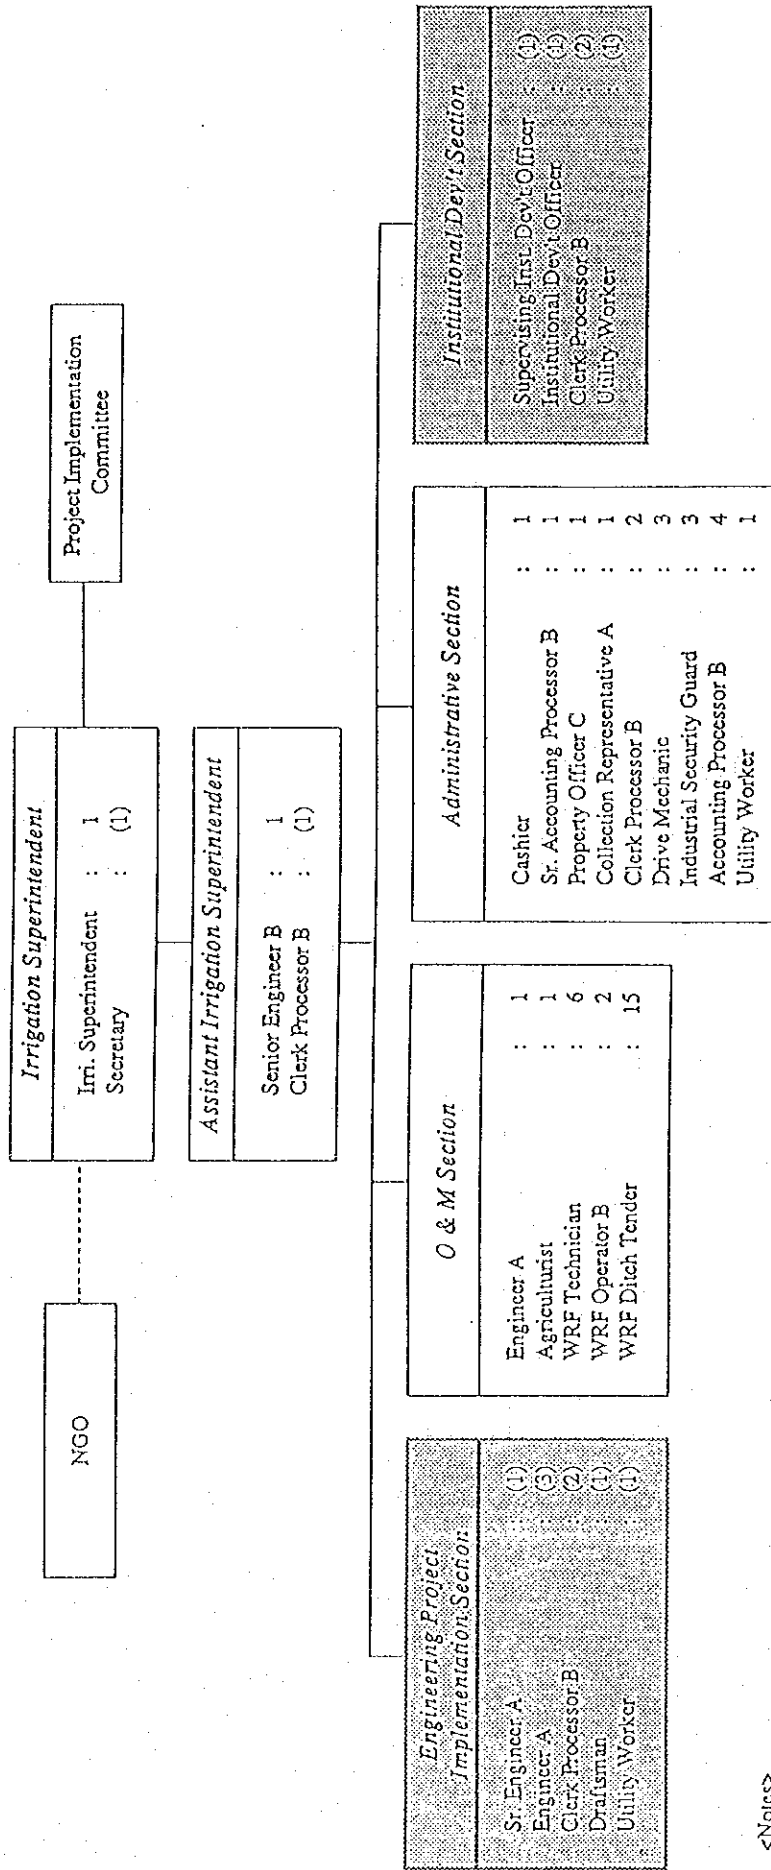 Irrigation Superintendent
Irri. Superintendent : 1
Secretary : (1)
NGO
Project Implementation
Committee
Assistant Irrigation Superintendent
Senior Engineer B : 1
Clerk Processor B : (1)
Engineering Project
Implementation Section
Sr. Engineer A : (1)
Engineer A : (3)
Clerk Processor B : (2)
Draftsman : (1)
Utility Worker : (1)
O & M Section
Engineer A : 1
Agriculturist : 1
WRF Technician : 6
WRF Operator B : 2
WRF Ditch Tender : 15
Administrative Section
Cashier : 1
Sr. Accounting Processor B : 1
Property Officer C : 1
Collection Representative A : 1
Clerk Processor B : 2
Drive Mechanic : 3
Industrial Security Guard : 3
Accounting Processor B : 4
Utility Worker : 1
Institutional Dev't Section
Supervising Inst. Dev't Officer : (1)
Institutional Dev't Officer : (1)
Clerk Processor B : (2)
Utility Worker : (1)
<Notes>